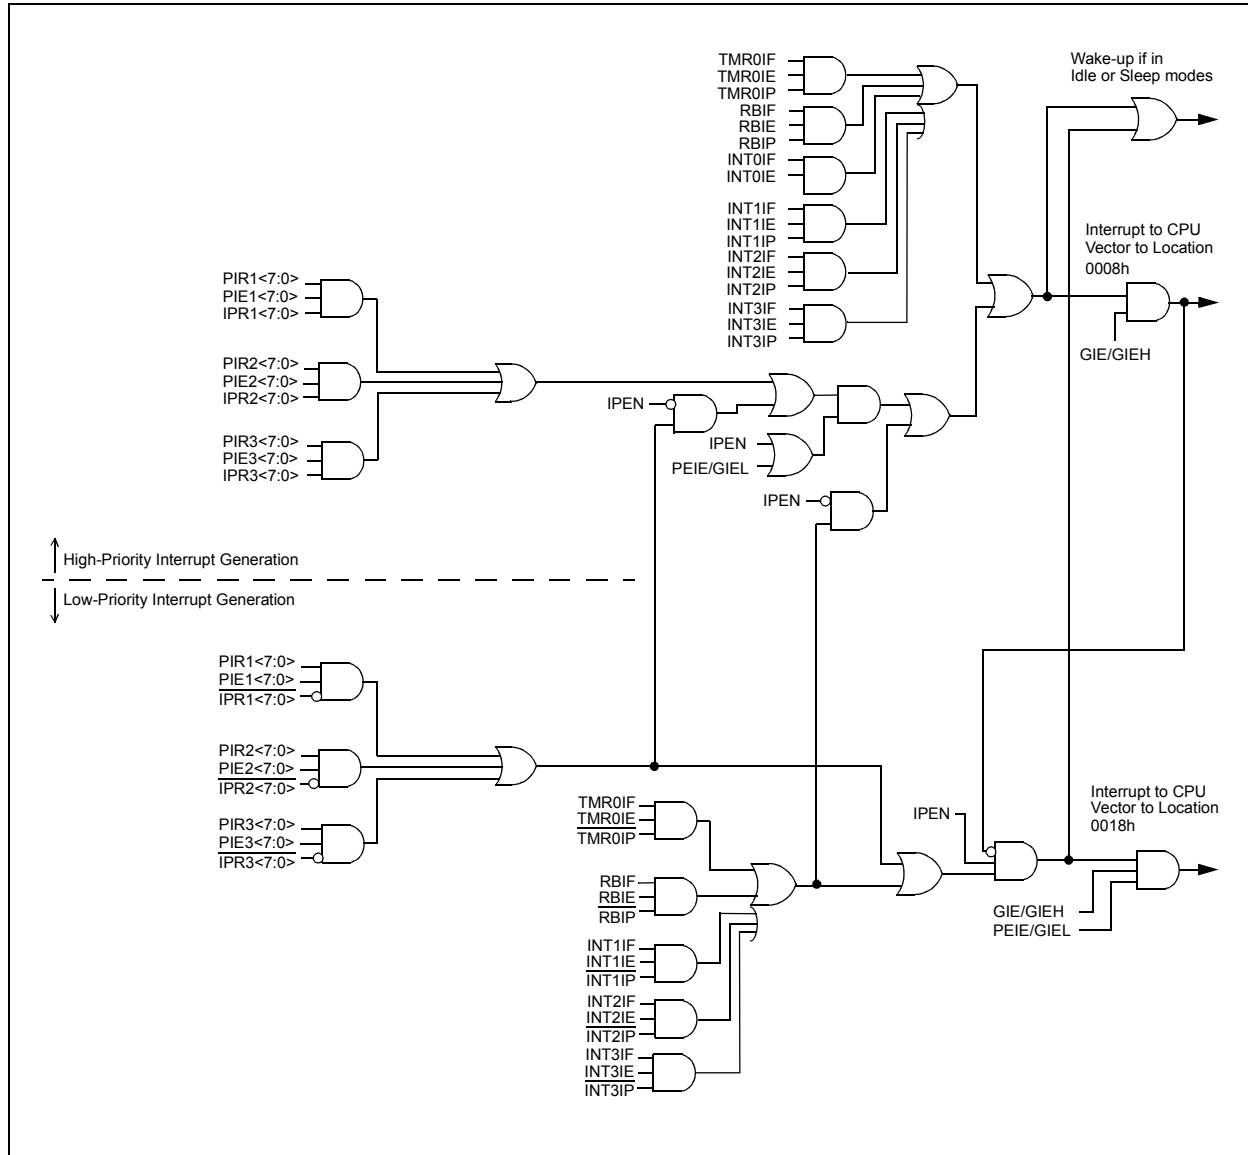 TMR0IF
TMR0IE
TMR0IP
RBIF
RBIE
RBIP
INT0IF
INT0IE
INT1IF
INT1IE
INT1IP
INT2IF
INT2IE
INT2IP
INT3IF
INT3IE
INT3IP
Wake-up if in
Idle or Sleep modes
Interrupt to CPU
Vector to Location
0008h
GIE/GIEH
PIR1<7:0>
PIE1<7:0>
IPR1<7:0>
PIR2<7:0>
PIE2<7:0>
IPR2<7:0>
PIR3<7:0>
PIE3<7:0>
IPR3<7:0>
IPEN
IPEN
PEIE/GIEL
IPEN
High-Priority Interrupt Generation
Low-Priority Interrupt Generation
PIR1<7:0>
PIE1<7:0>
IPR1<7:0>
PIR2<7:0>
PIE2<7:0>
IPR2<7:0>
PIR3<7:0>
PIE3<7:0>
IPR3<7:0>
TMR0IF
TMR0IE
TMR0IP
RBIF
RBIE
RBIP
INT1IF
INT1IE
INT1IP
INT2IF
INT2IE
INT2IP
INT3IF
INT3IE
INT3IP
IPEN
Interrupt to CPU
Vector to Location
0018h
GIE/GIEH
PEIE/GIEL